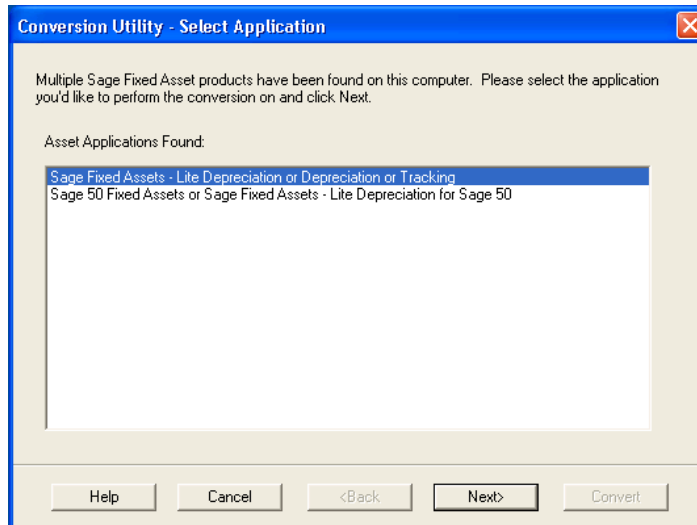 Conversion Utility - Select Application
Multiple Sage Fixed Asset products have been found on this computer. Please select the application
you'd like to perform the conversion on and click Next.
Asset Applications Found:
Sage Fixed Assets - Lite Depreciation or Depreciation or Tracking
Sage 50 Fixed Assets or Sage Fixed Assets - Lite Depreciation for Sage 50
Help Cancel <Back Next> Convert